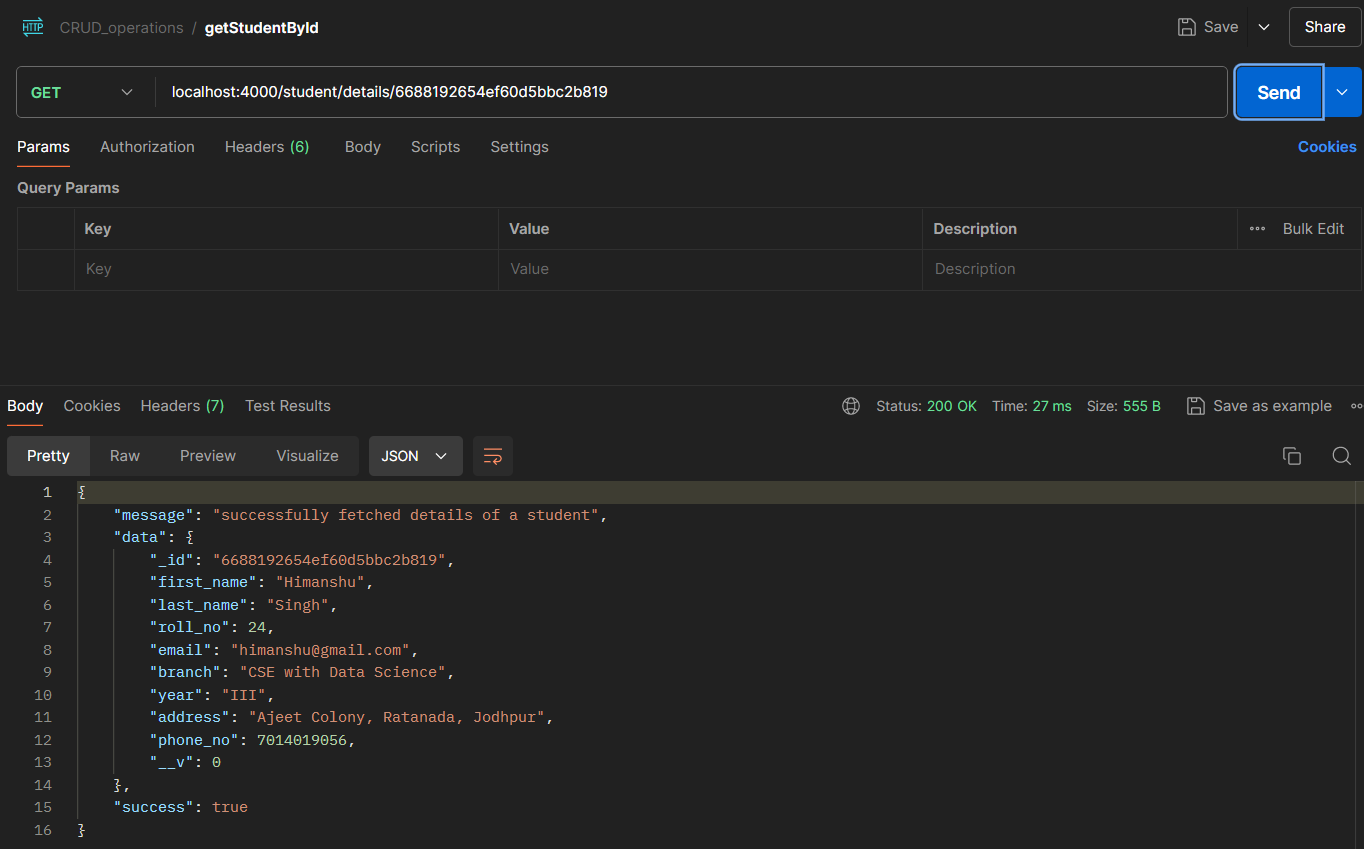 HTTP CRUD_operations / getStudentById Save Share
GET localhost:4000/student/details/6688192654ef60d5bbc2b819 Send
Params Authorization Headers (6) Body Scripts Settings Cookies
Query Params
Key Value Description ••• Bulk Edit
Key Value Description
Body Cookies Headers (7) Test Results Status: 200 OK Time: 27 ms Size: 555 B Save as example
Pretty Raw Preview Visualize JSON
1 {
2 "message": "successfully fetched details of a student",
3 "data": {
4 "_id": "6688192654ef60d5bbc2b819",
5 "first_name": "Himanshu",
6 "last_name": "Singh",
7 "roll_no": 24,
8 "email": "himanshu@gmail.com",
9 "branch": "CSE with Data Science",
10 "year": "III",
11 "address": "Ajeet Colony, Ratanada, Jodhpur",
12 "phone_no": 7014019056,
13 "__v": 0
14 },
15 "success": true
16 }